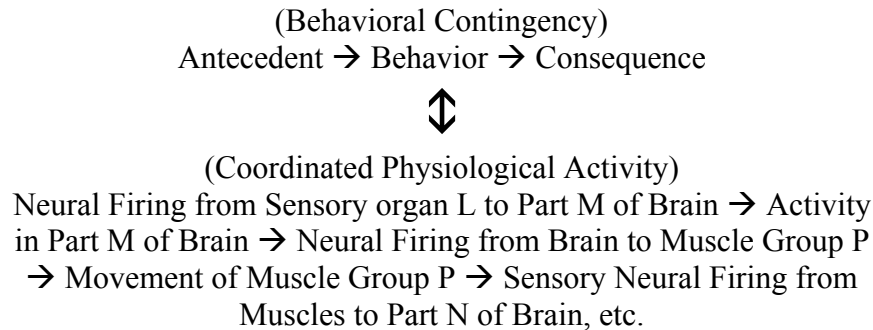 (Behavioral Contingency)
Antecedent → Behavior → Consequence
↕
(Coordinated Physiological Activity)
Neural Firing from Sensory organ L to Part M of Brain → Activity
in Part M of Brain → Neural Firing from Brain to Muscle Group P
→ Movement of Muscle Group P → Sensory Neural Firing from
Muscles to Part N of Brain, etc.